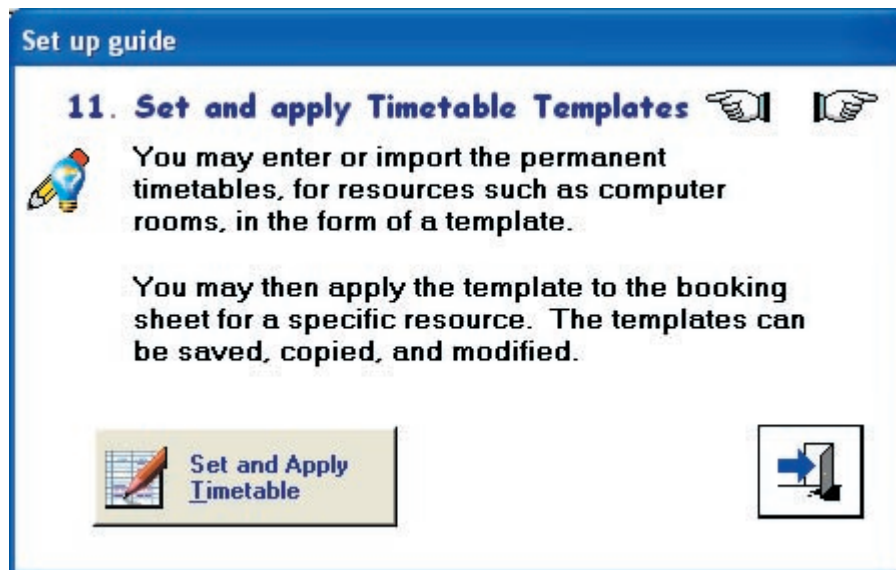 Set up guide
11. Set and apply Timetable Templates
You may enter or import the permanent
timetables, for resources such as computer
rooms, in the form of a template.
You may then apply the template to the booking
sheet for a specific resource.  The templates can
be saved, copied, and modified.
Set and Apply
Timetable